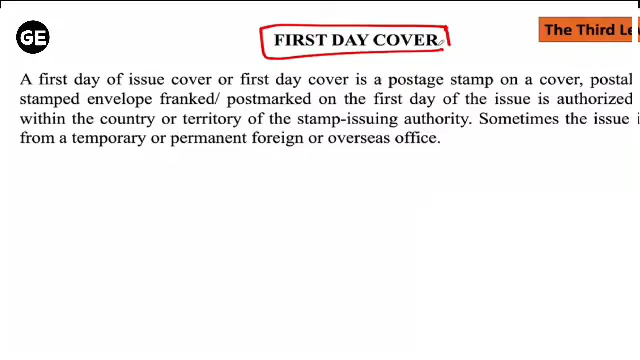 GE
FIRST DAY COVER
The Third
A first day of issue cover or first day cover is a postage stamp on a cover, postal
stamped envelope franked/ postmarked on the first day of the issue is authorized
within the country or territory of the stamp-issuing authority. Sometimes the issue
from a temporary or permanent foreign or overseas office.